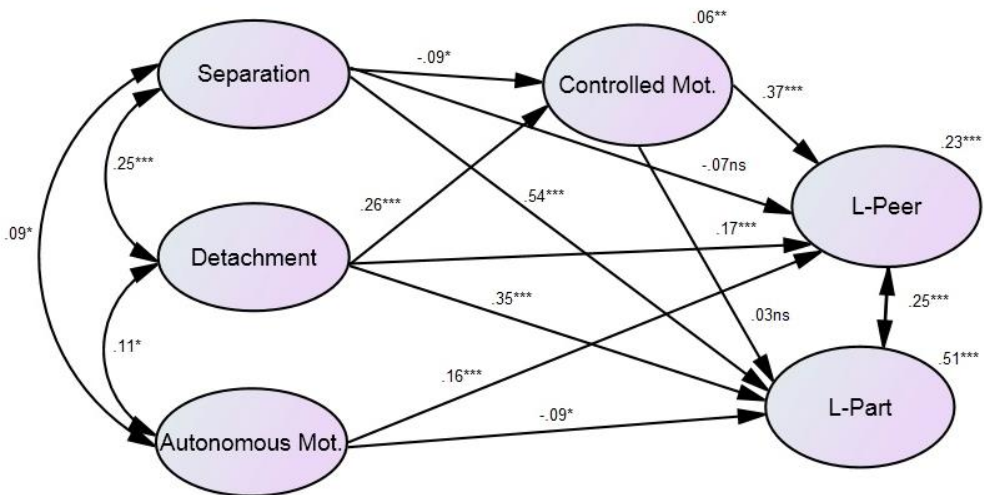 .06**
Separation
-.09*
Controlled Mot.
.09*
.25***
.37***
.23***
-.07ns
L-Peer
.26***
.54***
.17***
Detachment
.35***
.25***
.03ns
.11*
.51***
.16***
L-Part
-.09*
Autonomous Mot.